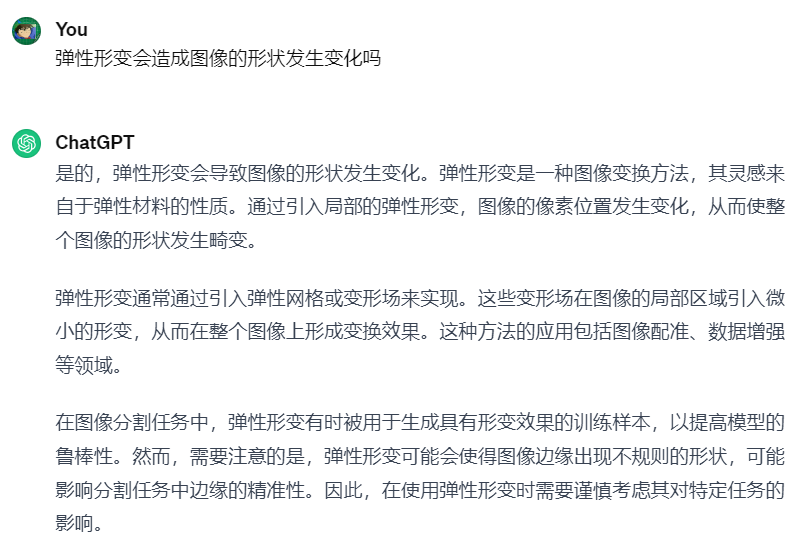 You
弹性形变会造成图像的形状发生变化吗
ChatGPT
是的，弹性形变会导致图像的形状发生变化。弹性形变是一种图像变换方法，其灵感来
自于弹性材料的性质。通过引入局部的弹性形变，图像的像素位置发生变化，从而使整
个图像的形状发生畸变。
弹性形变通常通过引入弹性网格或变形场来实现。这些变形场在图像的局部区域引入微
小的形变，从而在整个图像上形成变换效果。这种方法的应用包括图像配准、数据增强
等领域。
在图像分割任务中，弹性形变有时被用于生成具有形变效果的训练样本，以提高模型的
鲁棒性。然而，需要注意的是，弹性形变可能会使得图像边缘出现不规则的形状，可能
影响分割任务中边缘的精准性。因此，在使用弹性形变时需要谨慎考虑其对特定任务的
影响。